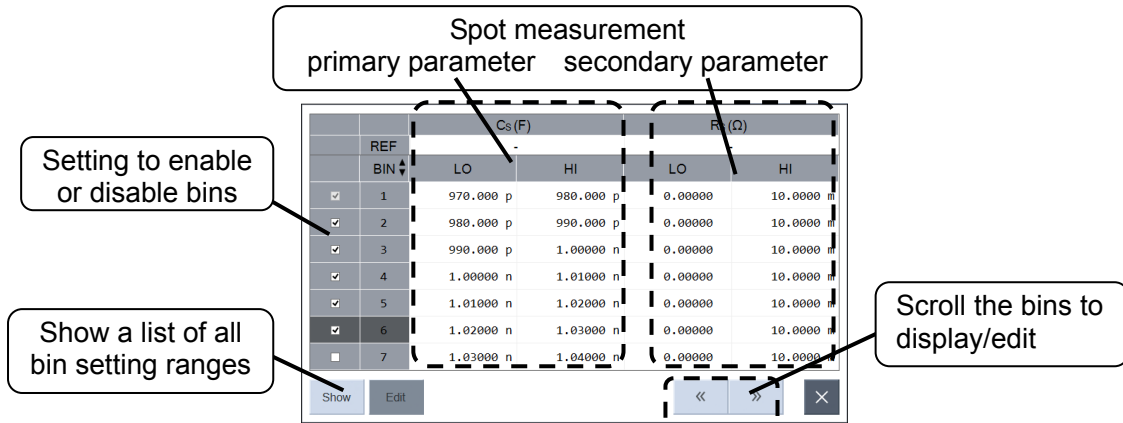 Spot measurement
primary parameter secondary parameter
Cs (F) Rs (Ω)
REF - -
BIN LO HI LO HI
1 970.000 p 980.000 p 0.00000 10.0000 m
2 980.000 p 990.000 p 0.00000 10.0000 m
3 990.000 p 1.00000 n 0.00000 10.0000 m
4 1.00000 n 1.01000 n 0.00000 10.0000 m
5 1.01000 n 1.02000 n 0.00000 10.0000 m
6 1.02000 n 1.03000 n 0.00000 10.0000 m
7 1.03000 n 1.04000 n 0.00000 10.0000 m
Show Edit « » ×
Setting to enable
or disable bins
Show a list of all
bin setting ranges
Scroll the bins to
display/edit